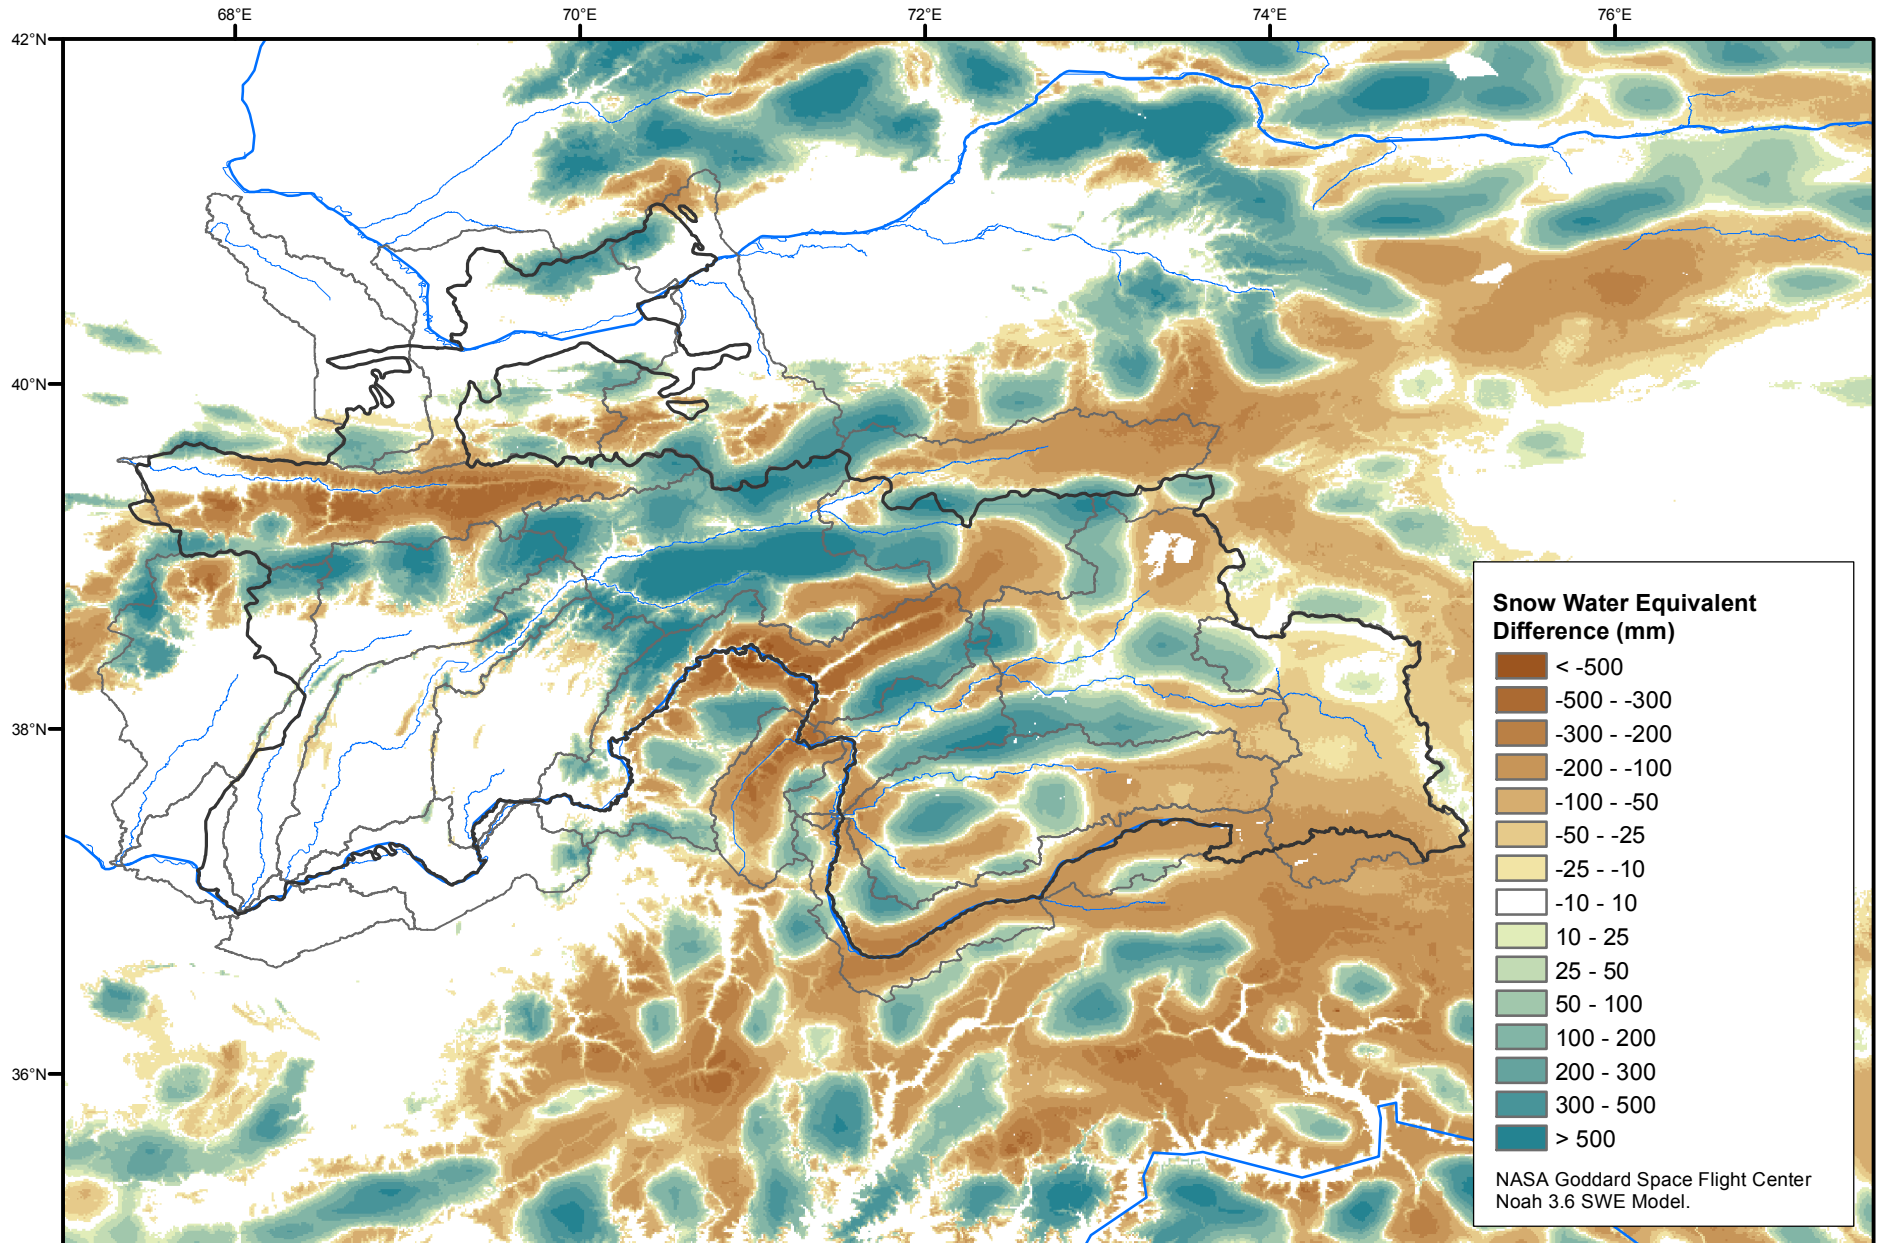 68°E
70°E
72°E
74°E
76°E
42°N
40°N
38°N
36°N
Snow Water Equivalent
Difference (mm)
< -500
-500 - -300
-300 - -200
-200 - -100
-100 - -50
-50 - -25
-25 - -10
-10 - 10
10 - 25
25 - 50
50 - 100
100 - 200
200 - 300
300 - 500
> 500
NASA Goddard Space Flight Center
Noah 3.6 SWE Model.